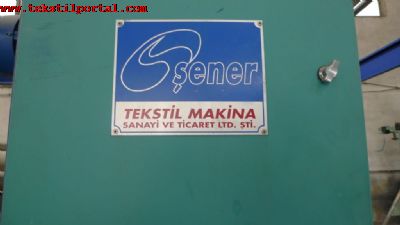 www.tekstilportal.com
şener
TEKSTİL MAKİNA
SANAYİ VE TİCARET LTD. ŞTİ.